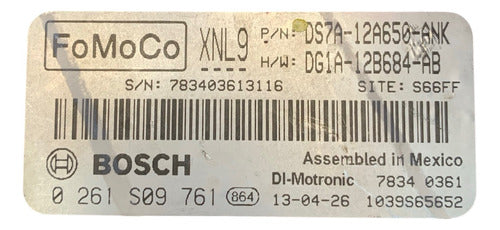 FoMoCo XNL9 P/N: DS7A-12A650-ANK
H/W: DG1A-12B684-AB
S/N: 783403613116 SITE: S66FF
BOSCH Assembled in Mexico
DI-Motronic 7834 0361
0 261 S09 761 864 13-04-26 1039S65652